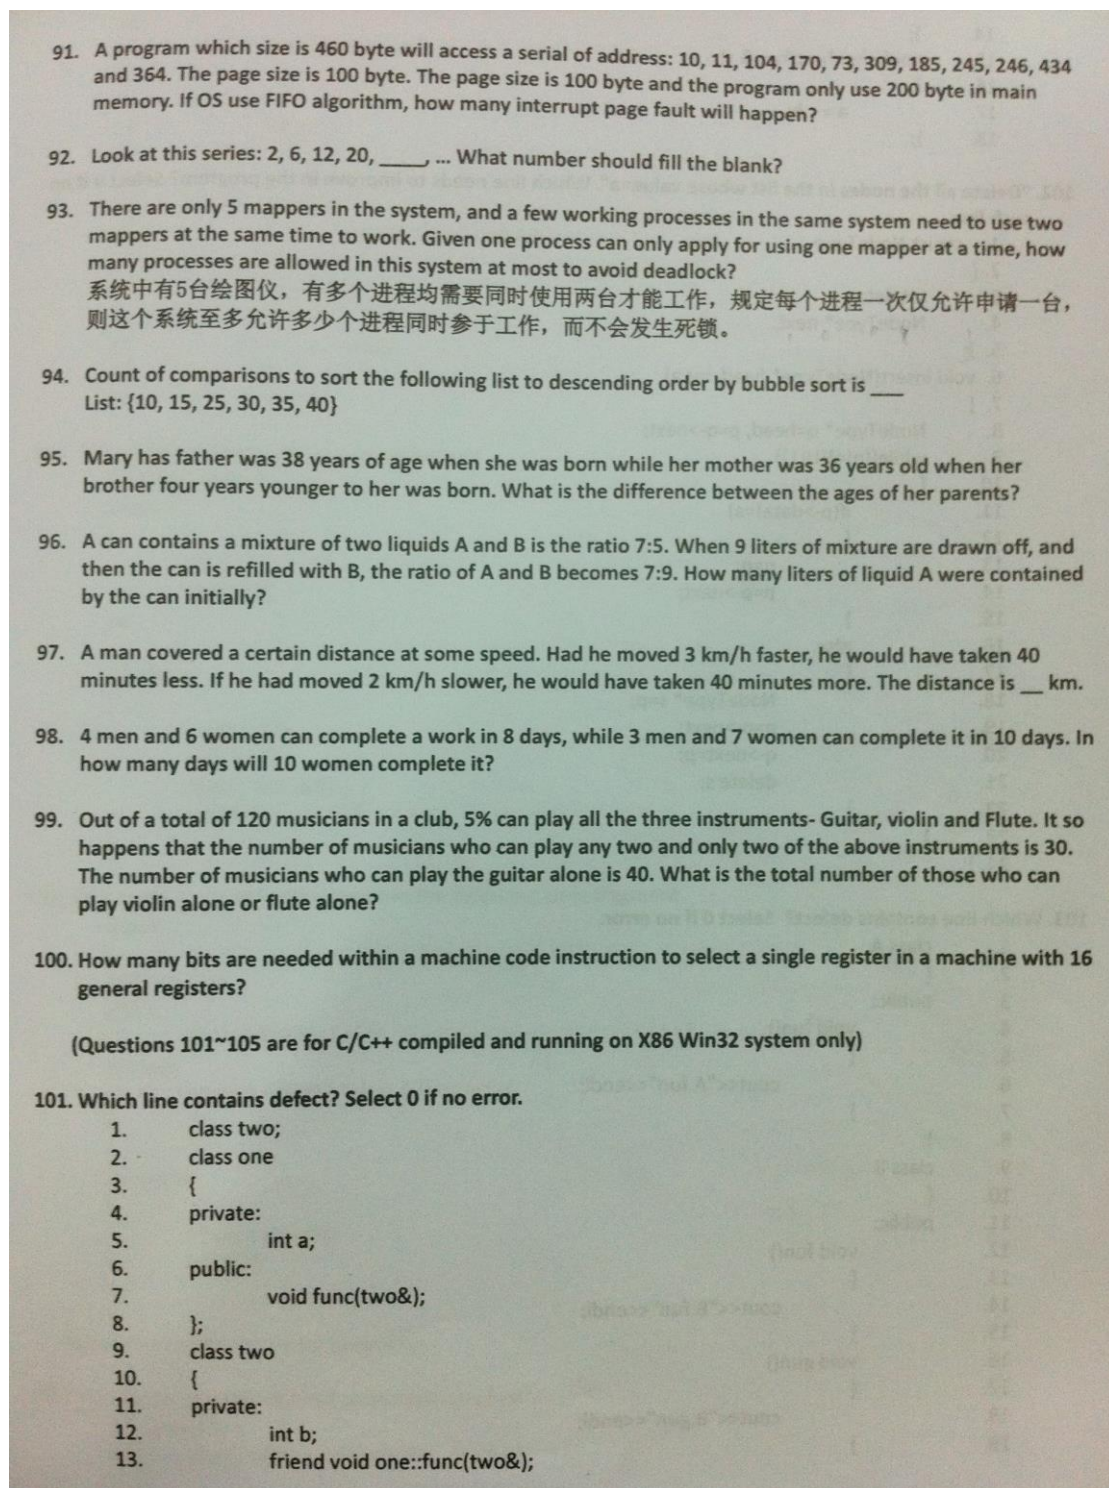 91. A program which size is 460 byte will access a serial of address: 10, 11, 104, 170, 73, 309, 185, 245, 246, 434
and 364. The page size is 100 byte. The page size is 100 byte and the program only use 200 byte in main
memory. If OS use FIFO algorithm, how many interrupt page fault will happen?
92. Look at this series: 2, 6, 12, 20, ____, ... What number should fill the blank?
93. There are only 5 mappers in the system, and a few working processes in the same system need to use two
mappers at the same time to work. Given one process can only apply for using one mapper at a time, how
many processes are allowed in this system at most to avoid deadlock?
系统中有5台绘图仪，有多个进程均需要同时使用两台才能工作，规定每个进程一次仅允许申请一台，
则这个系统至多允许多少个进程同时参于工作，而不会发生死锁。
94. Count of comparisons to sort the following list to descending order by bubble sort is ___
List: {10, 15, 25, 30, 35, 40}
95. Mary has father was 38 years of age when she was born while her mother was 36 years old when her
brother four years younger to her was born. What is the difference between the ages of her parents?
96. A can contains a mixture of two liquids A and B is the ratio 7:5. When 9 liters of mixture are drawn off, and
then the can is refilled with B, the ratio of A and B becomes 7:9. How many liters of liquid A were contained
by the can initially?
97. A man covered a certain distance at some speed. Had he moved 3 km/h faster, he would have taken 40
minutes less. If he had moved 2 km/h slower, he would have taken 40 minutes more. The distance is __ km.
98. 4 men and 6 women can complete a work in 8 days, while 3 men and 7 women can complete it in 10 days. In
how many days will 10 women complete it?
99. Out of a total of 120 musicians in a club, 5% can play all the three instruments- Guitar, violin and Flute. It so
happens that the number of musicians who can play any two and only two of the above instruments is 30.
The number of musicians who can play the guitar alone is 40. What is the total number of those who can
play violin alone or flute alone?
100. How many bits are needed within a machine code instruction to select a single register in a machine with 16
general registers?
(Questions 101~105 are for C/C++ compiled and running on X86 Win32 system only)
101. Which line contains defect? Select 0 if no error.
1. class two;
2. class one
3. {
4. private:
5. int a;
6. public:
7. void func(two&);
8. };
9. class two
10. {
11. private:
12. int b;
13. friend void one::func(two&);